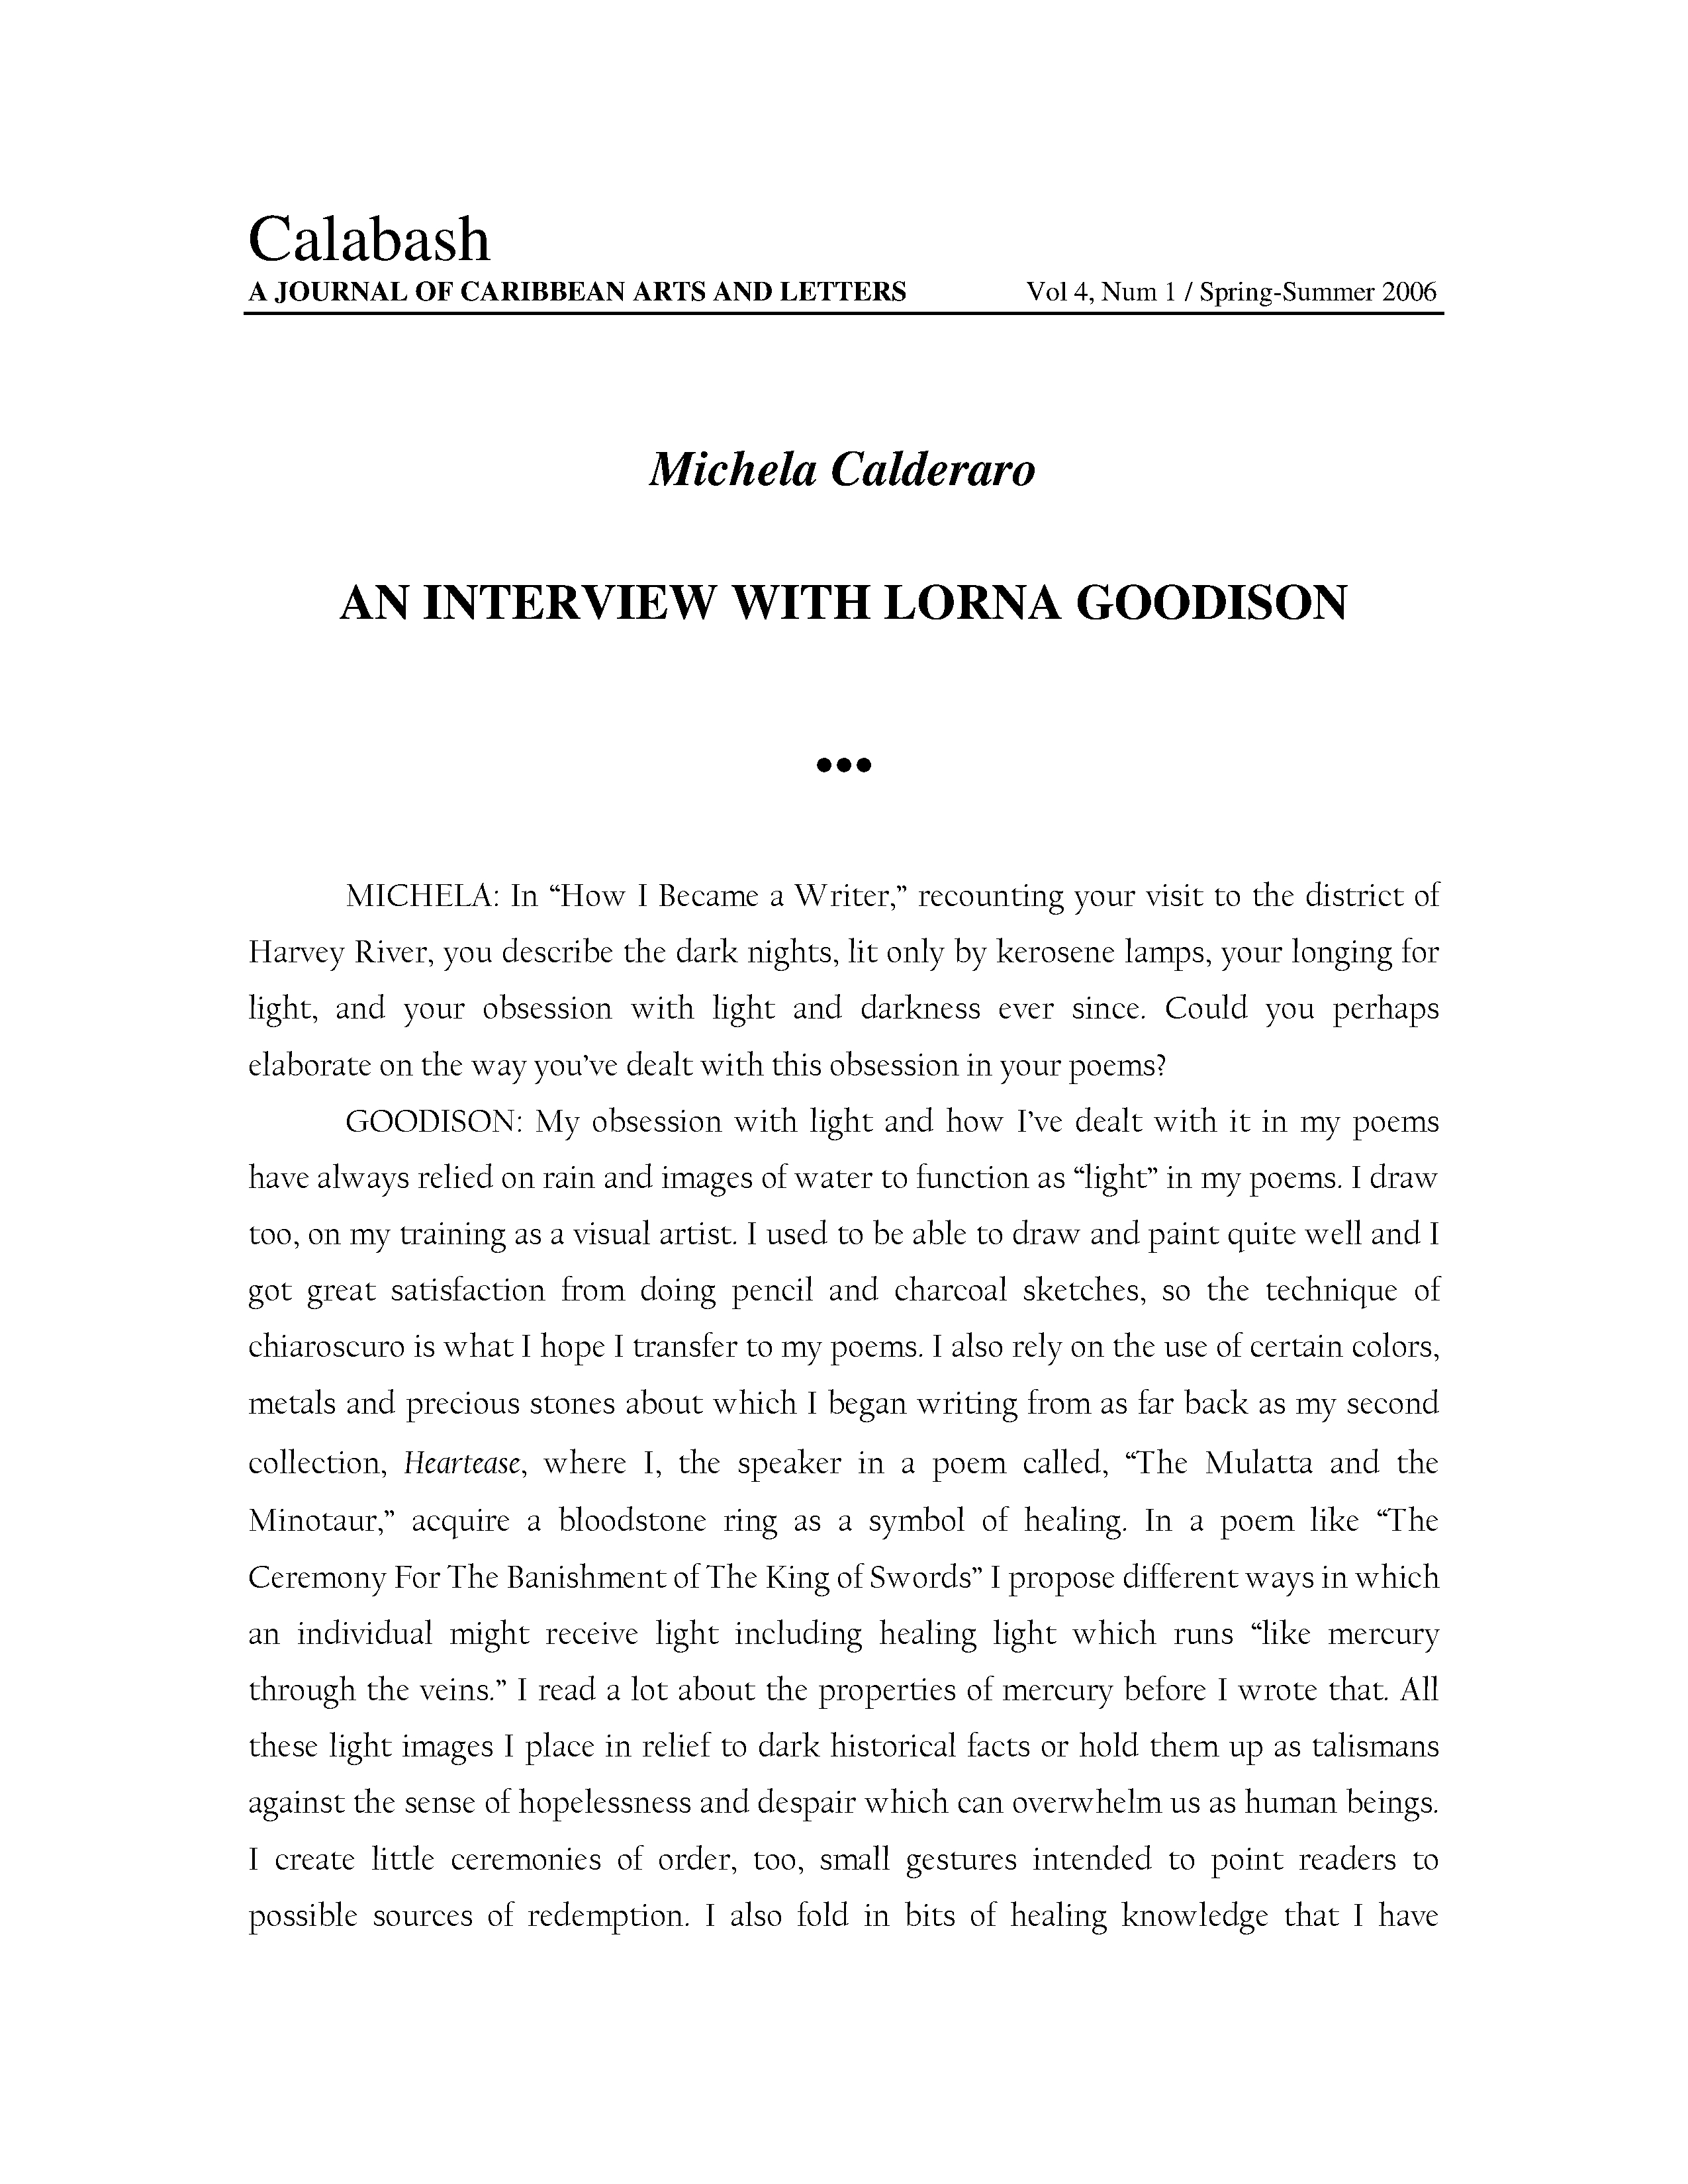 Calabash
A JOURNAL OF CARIBBEAN ARTS AND LETTERS Vol 4, Num 1 / Spring-Summer 2006
Michela Calderaro
AN INTERVIEW WITH LORNA GOODISON
•••
MICHELA: In “How I Became a Writer,” recounting your visit to the district of
Harvey River, you describe the dark nights, lit only by kerosene lamps, your longing for
light, and your obsession with light and darkness ever since. Could you perhaps
elaborate on the way you’ve dealt with this obsession in your poems?
GOODISON: My obsession with light and how I’ve dealt with it in my poems
have always relied on rain and images of water to function as “light” in my poems. I draw
too, on my training as a visual artist. I used to be able to draw and paint quite well and I
got great satisfaction from doing pencil and charcoal sketches, so the technique of
chiaroscuro is what I hope I transfer to my poems. I also rely on the use of certain colors,
metals and precious stones about which I began writing from as far back as my second
collection, Heartease, where I, the speaker in a poem called, “The Mulatta and the
Minotaur,” acquire a bloodstone ring as a symbol of healing. In a poem like “The
Ceremony For The Banishment of The King of Swords” I propose different ways in which
an individual might receive light including healing light which runs “like mercury
through the veins.” I read a lot about the properties of mercury before I wrote that. All
these light images I place in relief to dark historical facts or hold them up as talismans
against the sense of hopelessness and despair which can overwhelm us as human beings.
I create little ceremonies of order, too, small gestures intended to point readers to
possible sources of redemption. I also fold in bits of healing knowledge that I have